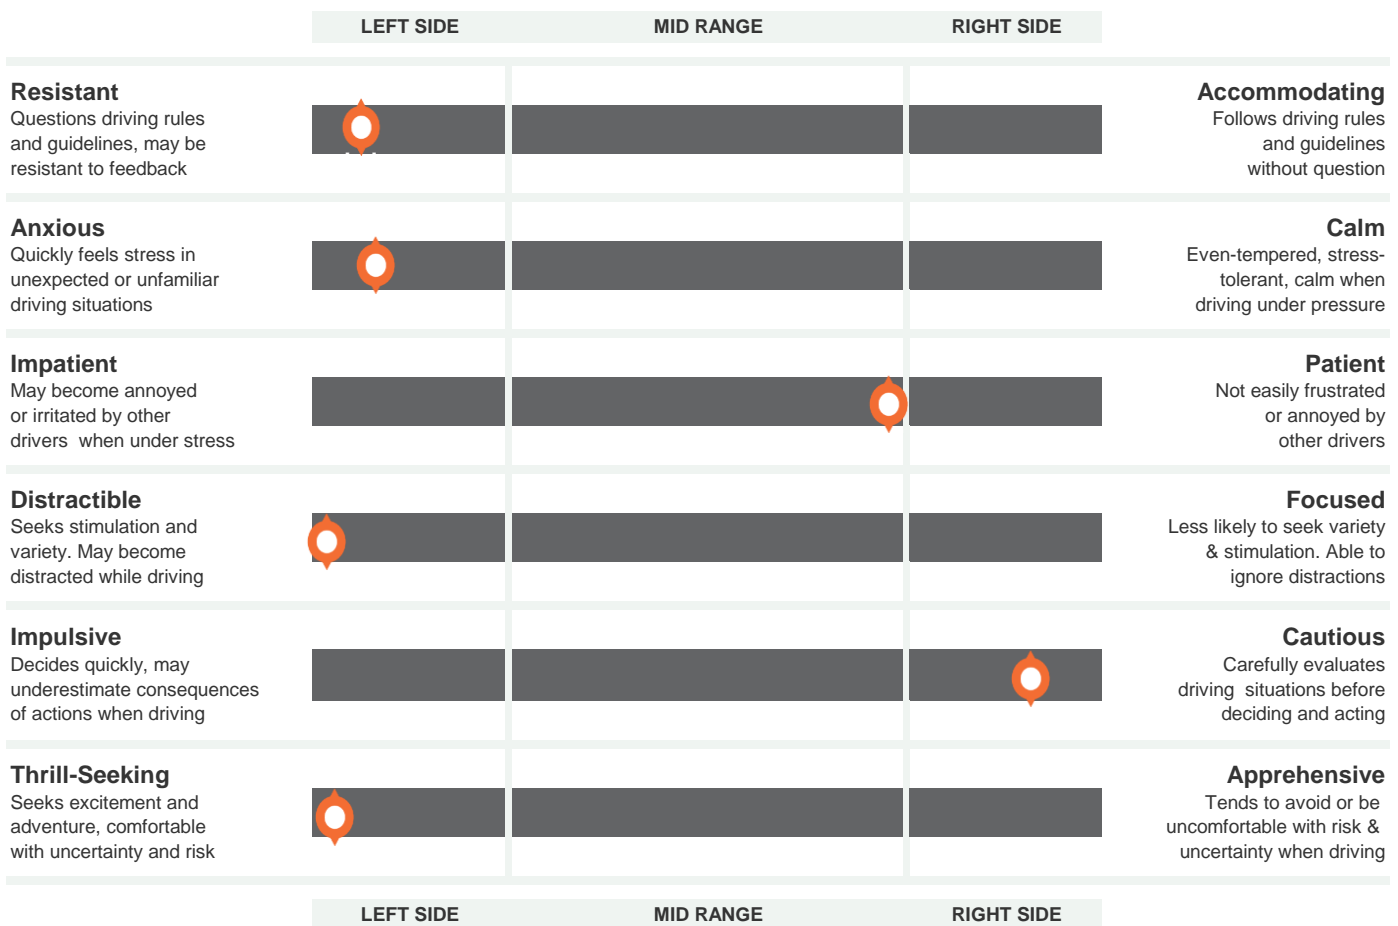 LEFT SIDE MID RANGE RIGHT SIDE
Resistant
Questions driving rules
and guidelines, may be
resistant to feedback
Accommodating
Follows driving rules
and guidelines
without question
Anxious
Quickly feels stress in
unexpected or unfamiliar
driving situations
Calm
Even-tempered, stress-
tolerant, calm when
driving under pressure
Impatient
May become annoyed
or irritated by other
drivers when under stress
Patient
Not easily frustrated
or annoyed by
other drivers
Distractible
Seeks stimulation and
variety. May become
distracted while driving
Focused
Less likely to seek variety
& stimulation. Able to
ignore distractions
Impulsive
Decides quickly, may
underestimate consequences
of actions when driving
Cautious
Carefully evaluates
driving situations before
deciding and acting
Thrill-Seeking
Seeks excitement and
adventure, comfortable
with uncertainty and risk
Apprehensive
Tends to avoid or be
uncomfortable with risk &
uncertainty when driving
LEFT SIDE MID RANGE RIGHT SIDE